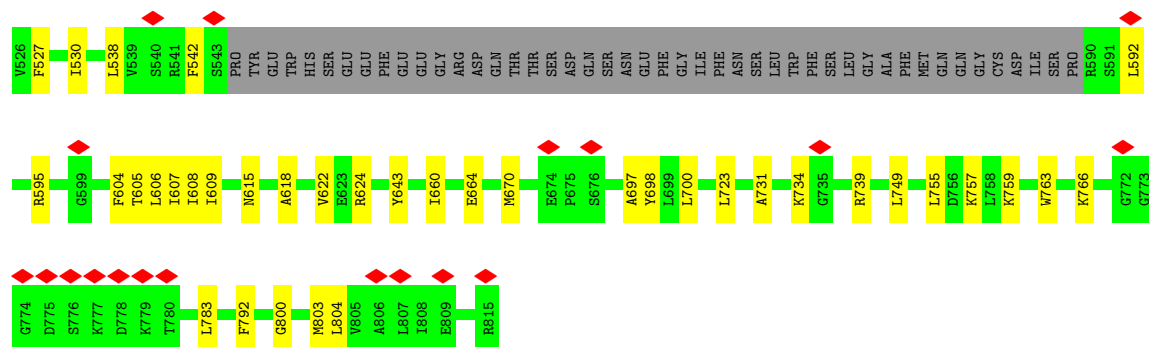 V526 F527 I530 L538 V539 S540 R541 F542 S543 PRO TYR GLU TRP HIS SER GLU GLU PHE GLU GLU GLY ARG ASP GLN THR THR SER ASP GLN SER ASN GLU PHE GLY ILE PHE ASN SER LEU TRP PHE SER LEU GLY ALA PHE MET GLN GLN GLY CYS ASP ILE SER PRO R590 S591 L592
R595 G599 F604 T605 L606 I607 I608 I609 N615 A618 V622 E623 R624 Y643 I660 E664 M670 E674 P675 S676 A697 Y698 L699 L700 L723 A731 K734 G735 R739 L749 L755 D756 K757 L758 K759 W763 K766 G772 G773
G774 D775 S776 K777 D778 K779 T780 L783 F792 G800 M803 L804 V805 A806 L807 I808 E809 R815